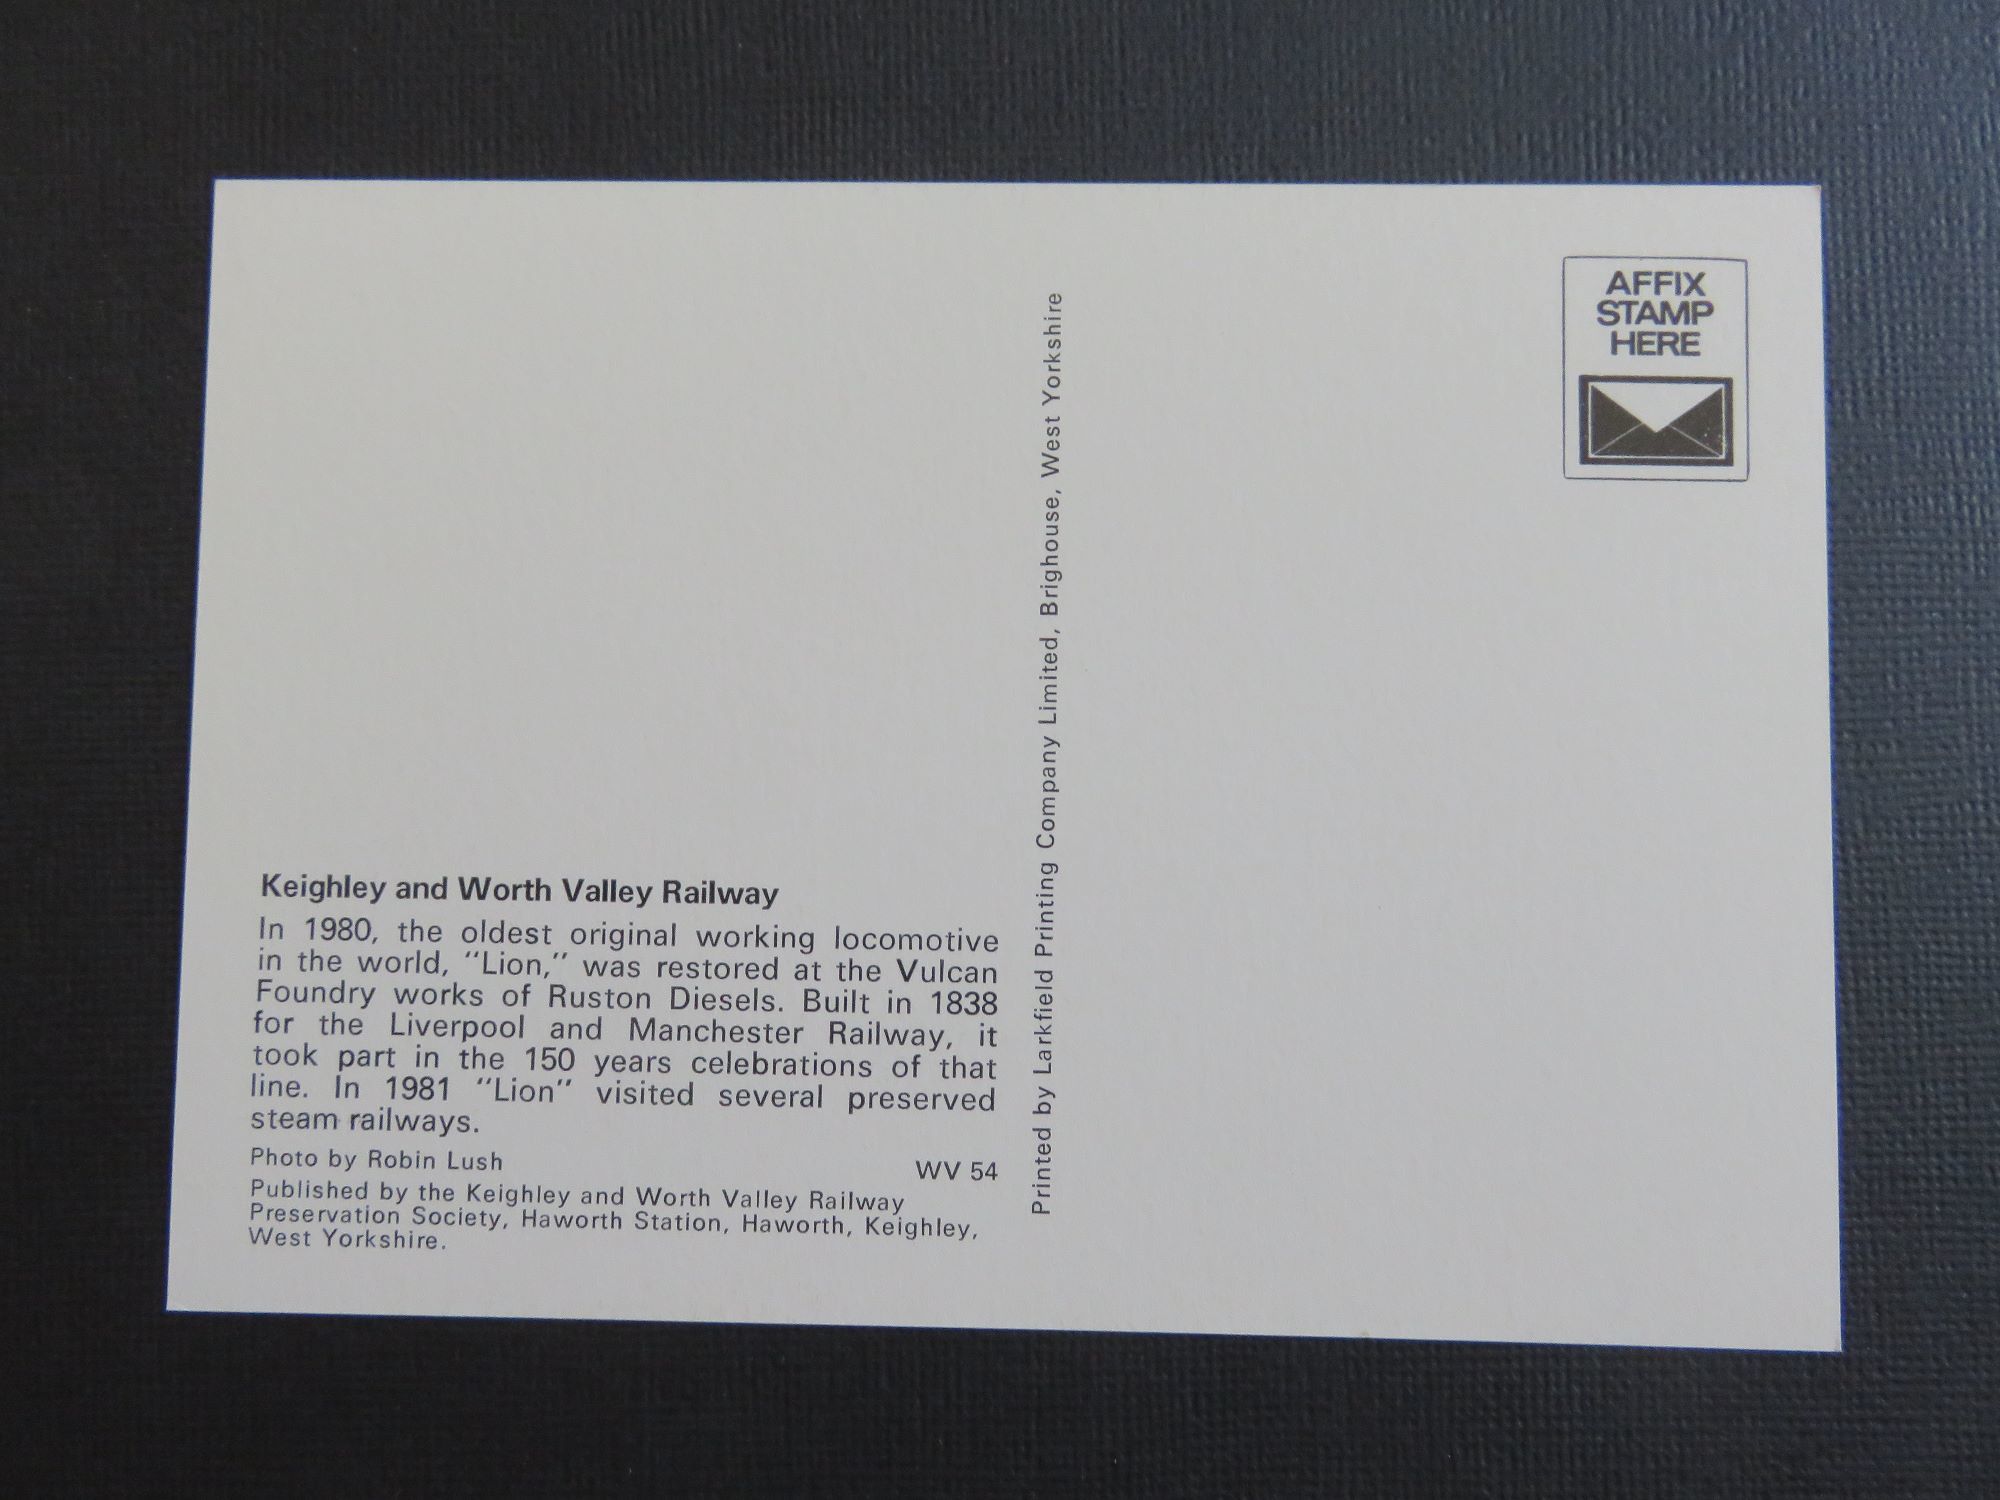 AFFIX
STAMP
HERE
Keighley and Worth Valley Railway
In 1980, the oldest original working locomotive
in the world, "Lion," was restored at the Vulcan
Foundry works of Ruston Diesels. Built in 1838
for the Liverpool and Manchester Railway, it
took part in the 150 years celebrations of that
line. In 1981 "Lion" visited several preserved
steam railways.
Photo by Robin Lush
WV 54
Published by the Keighley and Worth Valley Railway
Preservation Society, Haworth Station, Haworth, Keighley,
West Yorkshire.
Printed by Larkfield Printing Company Limited, Brighouse, West Yorkshire